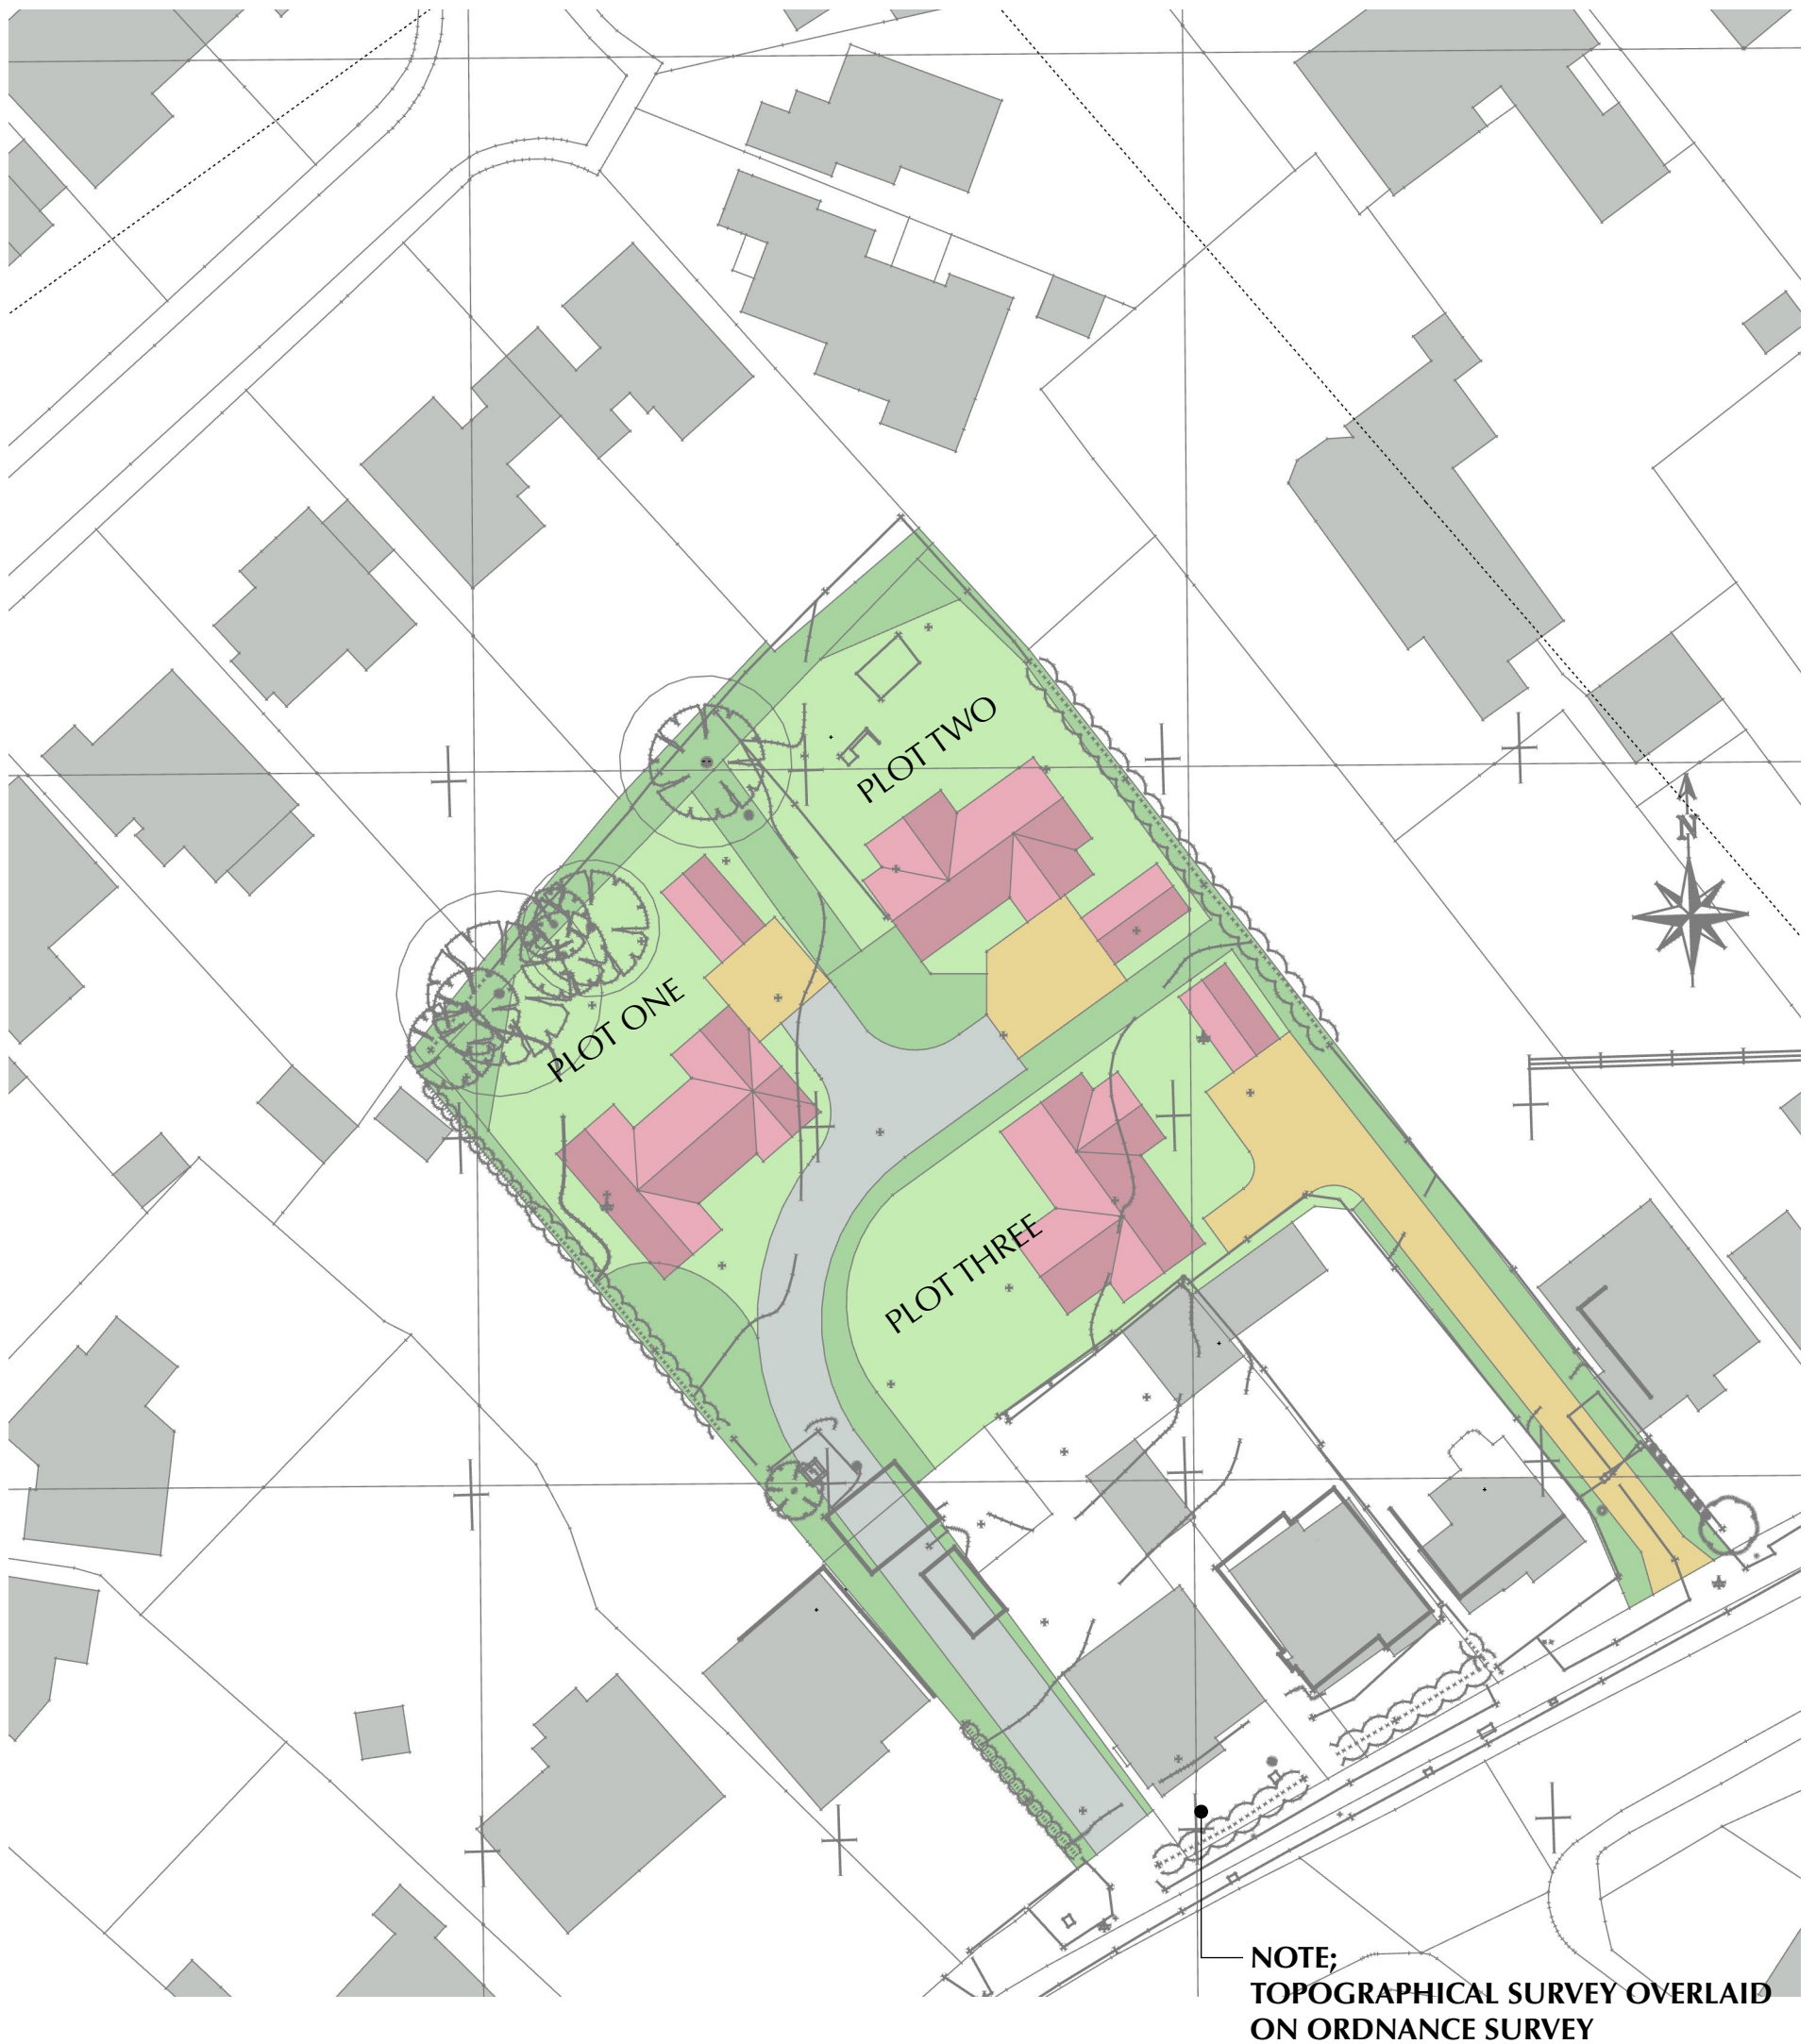 PLOT TWO
N
PLOT ONE
PLOT THREE
NOTE;
TOPOGRAPHICAL SURVEY OVERLAID
ON ORDNANCE SURVEY